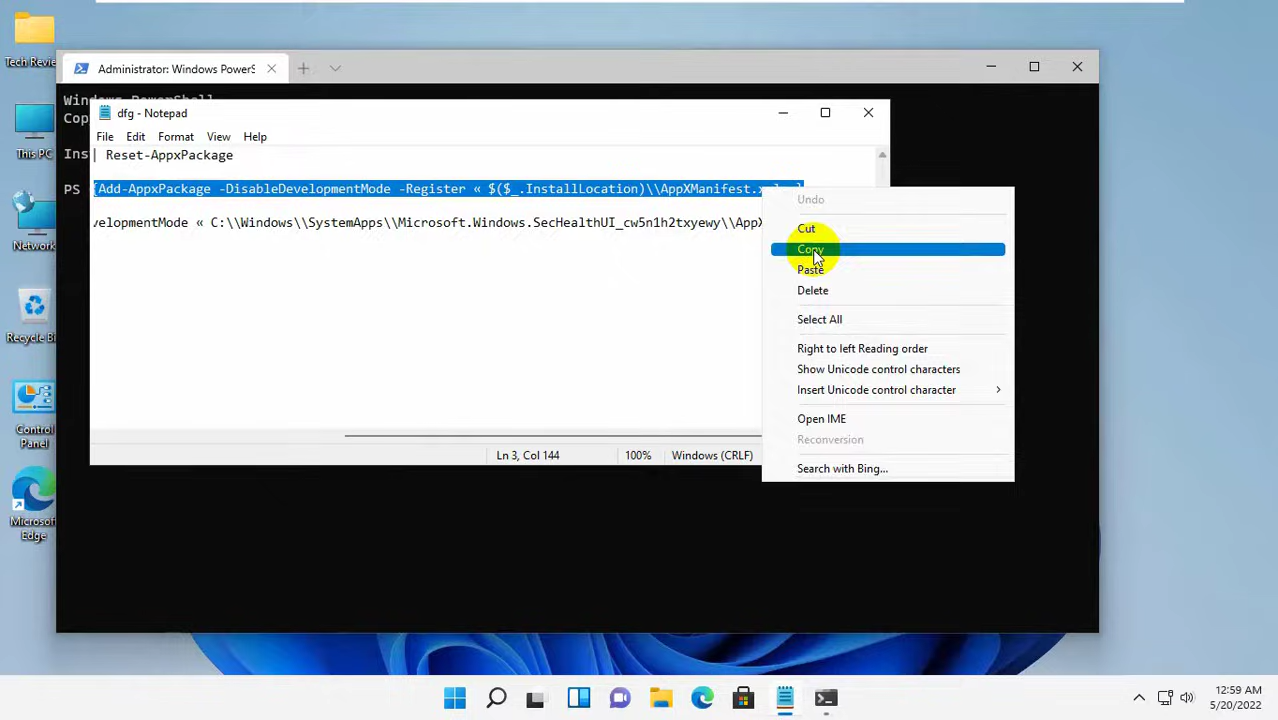 Tech Revie
This PC
Network
Recycle Bi
Control
Panel
Microsoft
Edge
Administrator: Windows PowerS
Windows PowerShell
Cop
Ins
PS
dfg - Notepad
File Edit Format View Help
| Reset-AppxPackage
{Add-AppxPackage -DisableDevelopmentMode -Register « $($_.InstallLocation)\\AppXManifest.x
velopmentMode « C:\\Windows\\SystemApps\\Microsoft.Windows.SecHealthUI_cw5n1h2txyewy\\AppX
Ln 3, Col 144 100% Windows (CRLF)
Undo
Cut
Copy
Paste
Delete
Select All
Right to left Reading order
Show Unicode control characters
Insert Unicode control character
Open IME
Reconversion
Search with Bing...
12:59 AM
5/20/2022